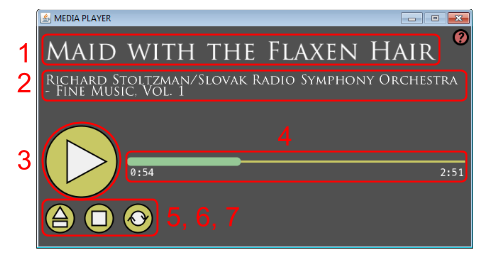 MEDIA PLAYER
?
1
MAID WITH THE FLAXEN HAIR
2
RICHARD STOLTZMAN/SLOVAK RADIO SYMPHONY ORCHESTRA
- FINE MUSIC, VOL. 1
4
3
0:54 2:51
5, 6, 7